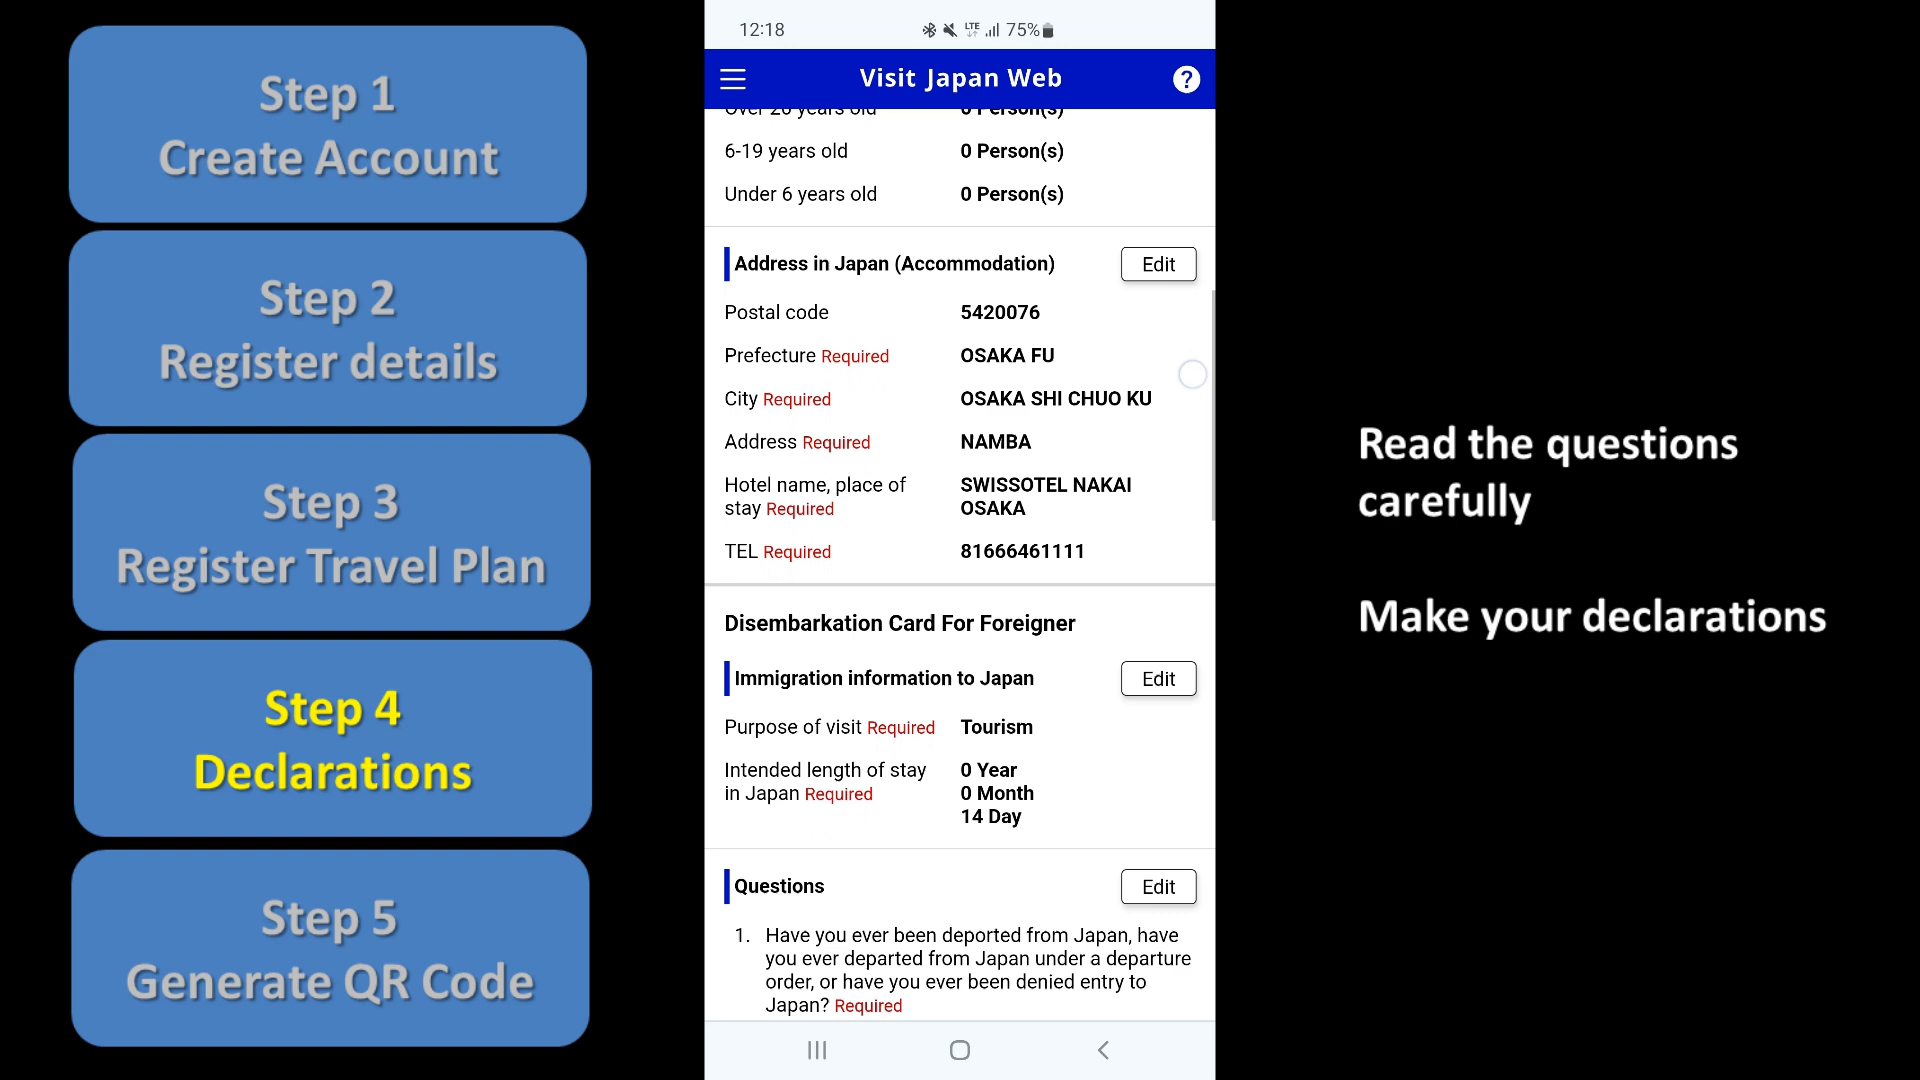 Step 1
Create Account
Step 2
Register details
Step 3
Register Travel Plan
Step 4
Declarations
Step 5
Generate QR Code
12:18
LTE
75%
Visit Japan Web
?
Over 20 years old 0 Person(s)
6-19 years old 0 Person(s)
Under 6 years old 0 Person(s)
Address in Japan (Accommodation) Edit
Postal code 5420076
Prefecture Required OSAKA FU
City Required OSAKA SHI CHUO KU
Address Required NAMBA
Hotel name, place of stay Required SWISSOTEL NAKAI OSAKA
TEL Required 81666461111
Disembarkation Card For Foreigner
Immigration information to Japan Edit
Purpose of visit Required Tourism
Intended length of stay in Japan Required 0 Year
0 Month
14 Day
Questions Edit
1. Have you ever been deported from Japan, have
you ever departed from Japan under a departure
order, or have you ever been denied entry to
Japan? Required
Read the questions
carefully
Make your declarations